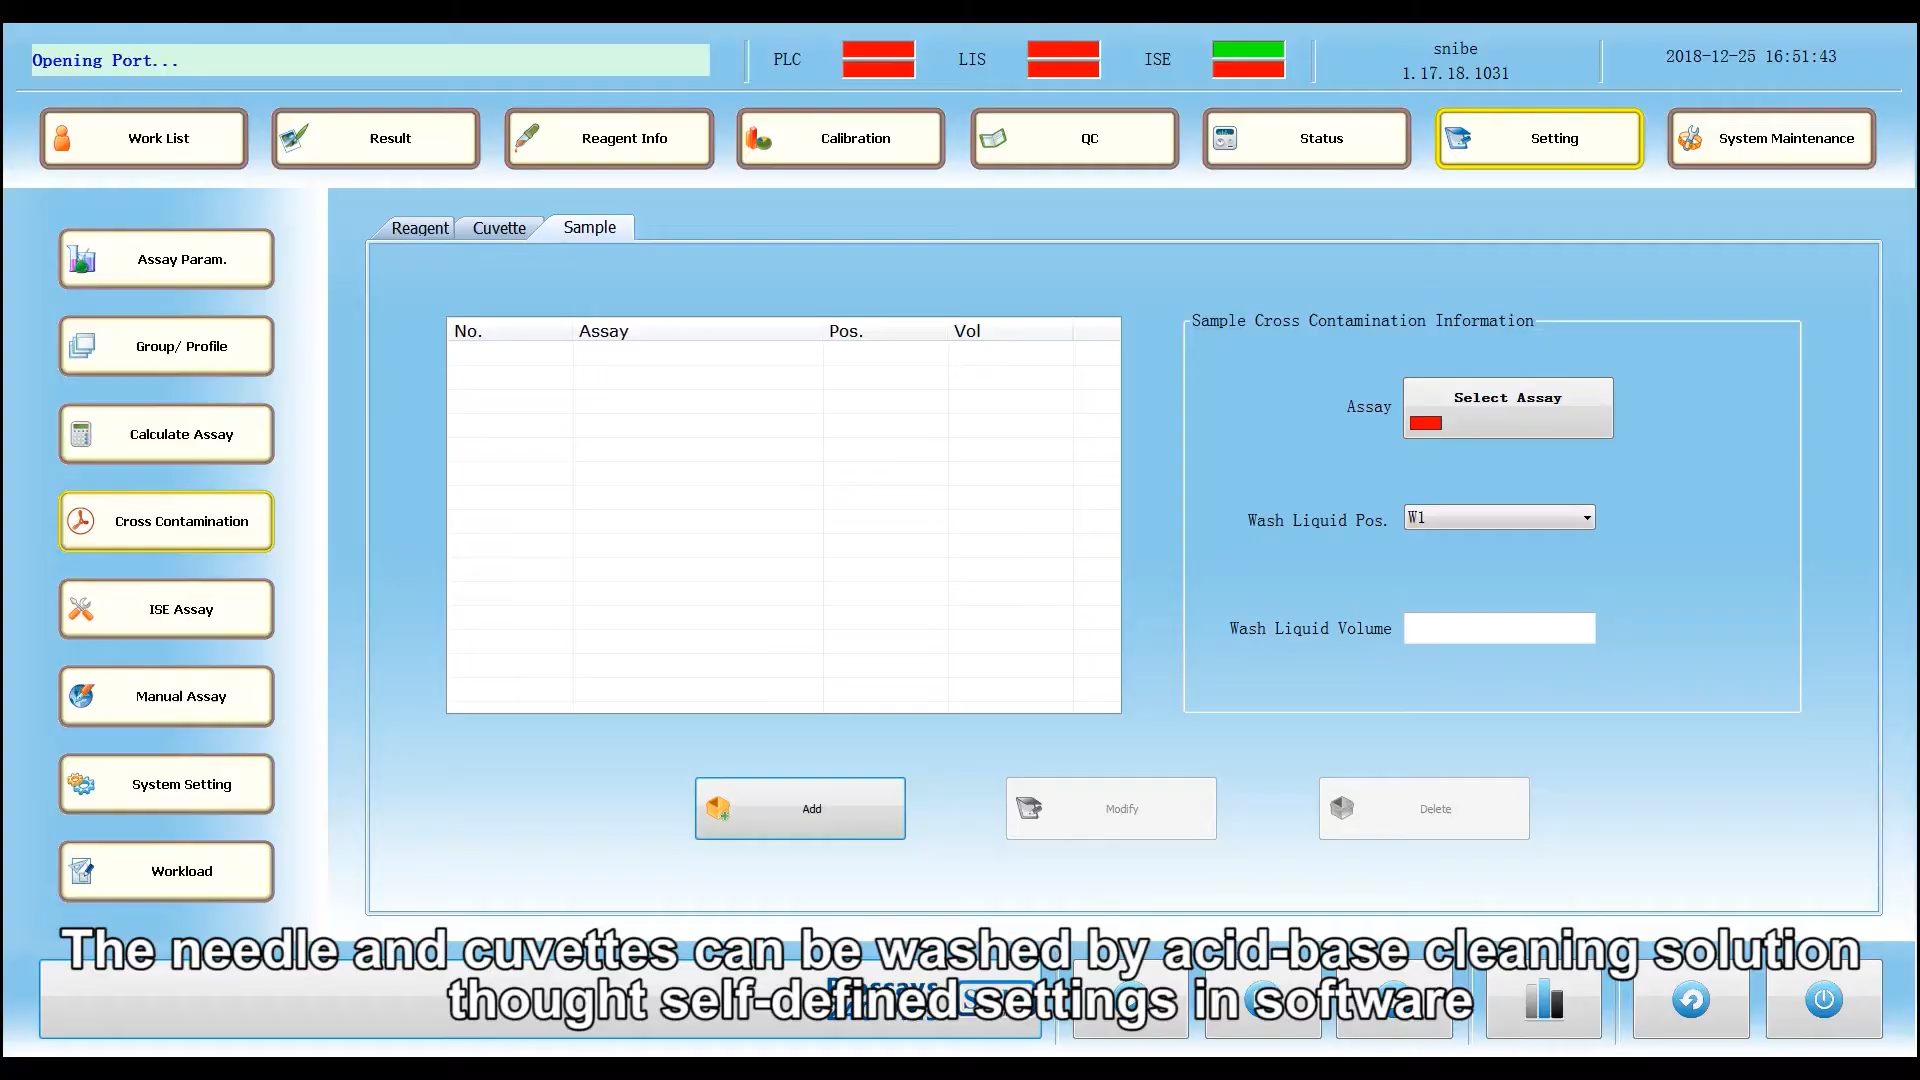 Opening Port...
PLC
LIS
ISE
snibe
1.17.18.1031
2018-12-25 16:51:43
Work List
Result
Reagent Info
Calibration
QC
Status
Setting
System Maintenance
Assay Param.
Group/ Profile
Calculate Assay
Cross Contamination
ISE Assay
Manual Assay
System Setting
Workload
Reagent
Cuvette
Sample
No. Assay Pos. Vol
Sample Cross Contamination Information
Assay
Select Assay
Wash Liquid Pos.
W1
Wash Liquid Volume
Add
Modify
Delete
The needle and cuvettes can be washed by acid-base cleaning solution
thought self-defined settings in software